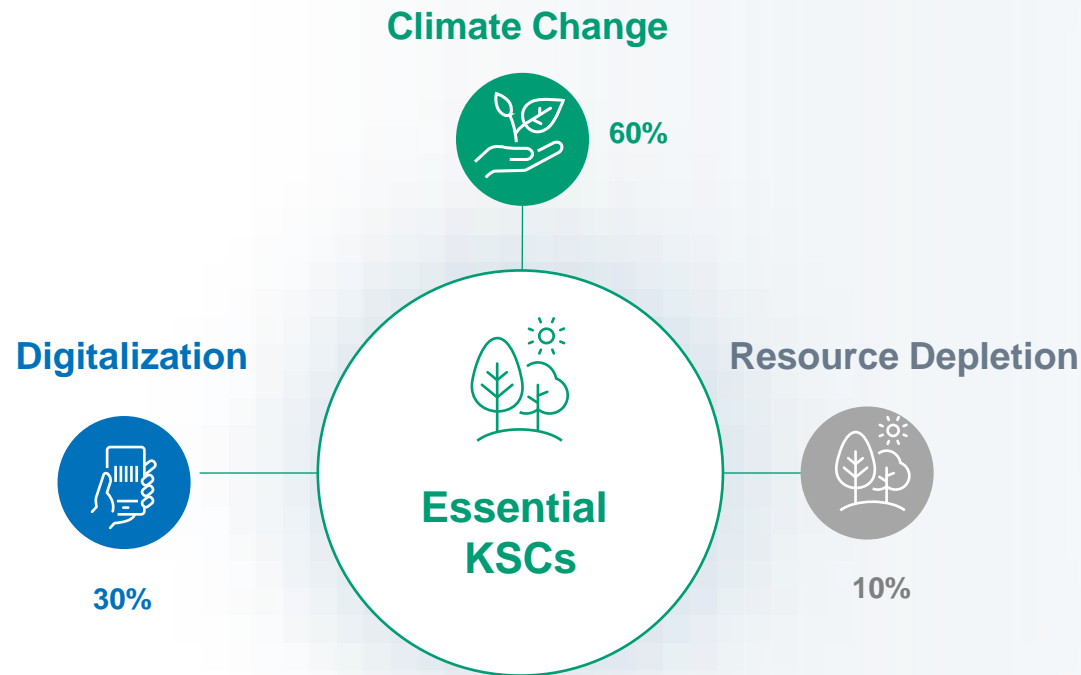 Climate Change
60%
Digitalization
30%
Essential
KSCs
Resource Depletion
10%